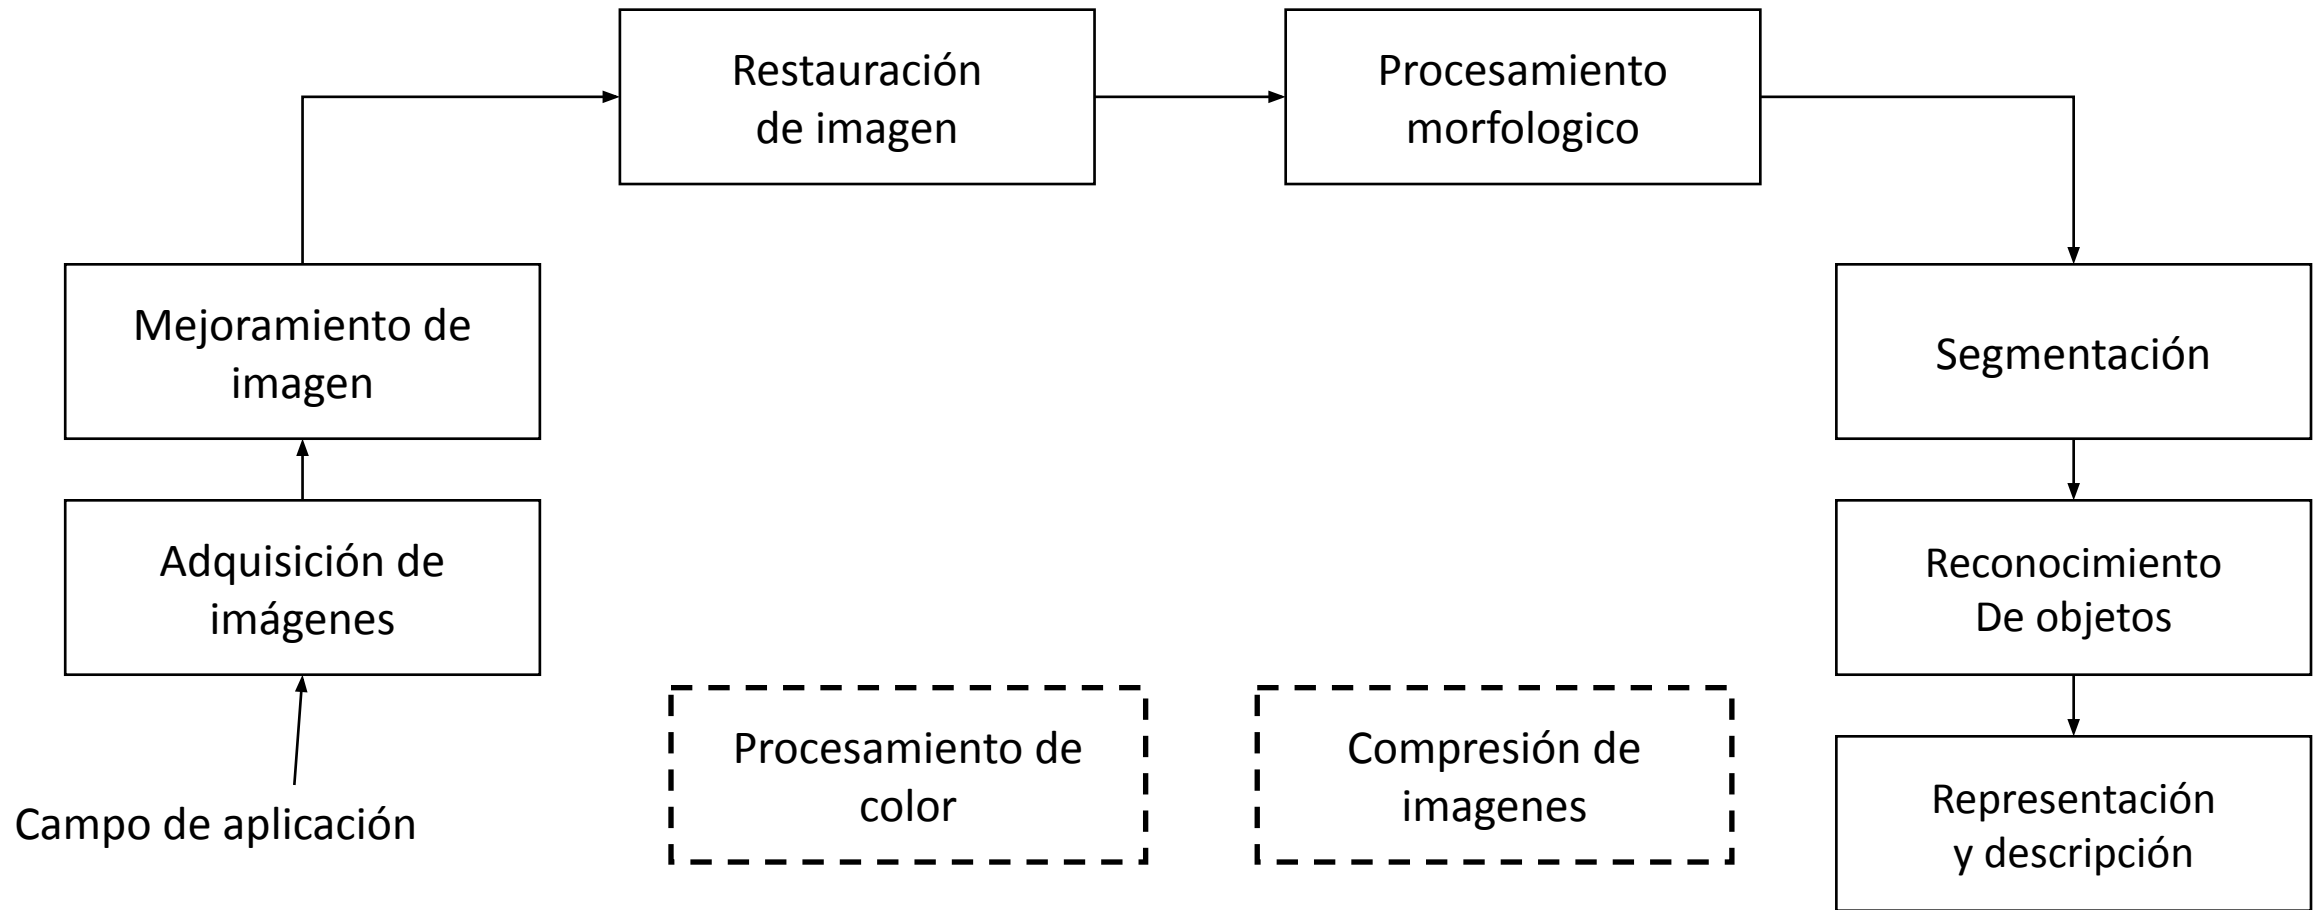 Restauración
de imagen
Procesamiento
morfologico
Mejoramiento de
imagen
Segmentación
Adquisición de
imágenes
Reconocimiento
De objetos
Procesamiento de
color
Compresión de
imagenes
Representación
y descripción
Campo de aplicación